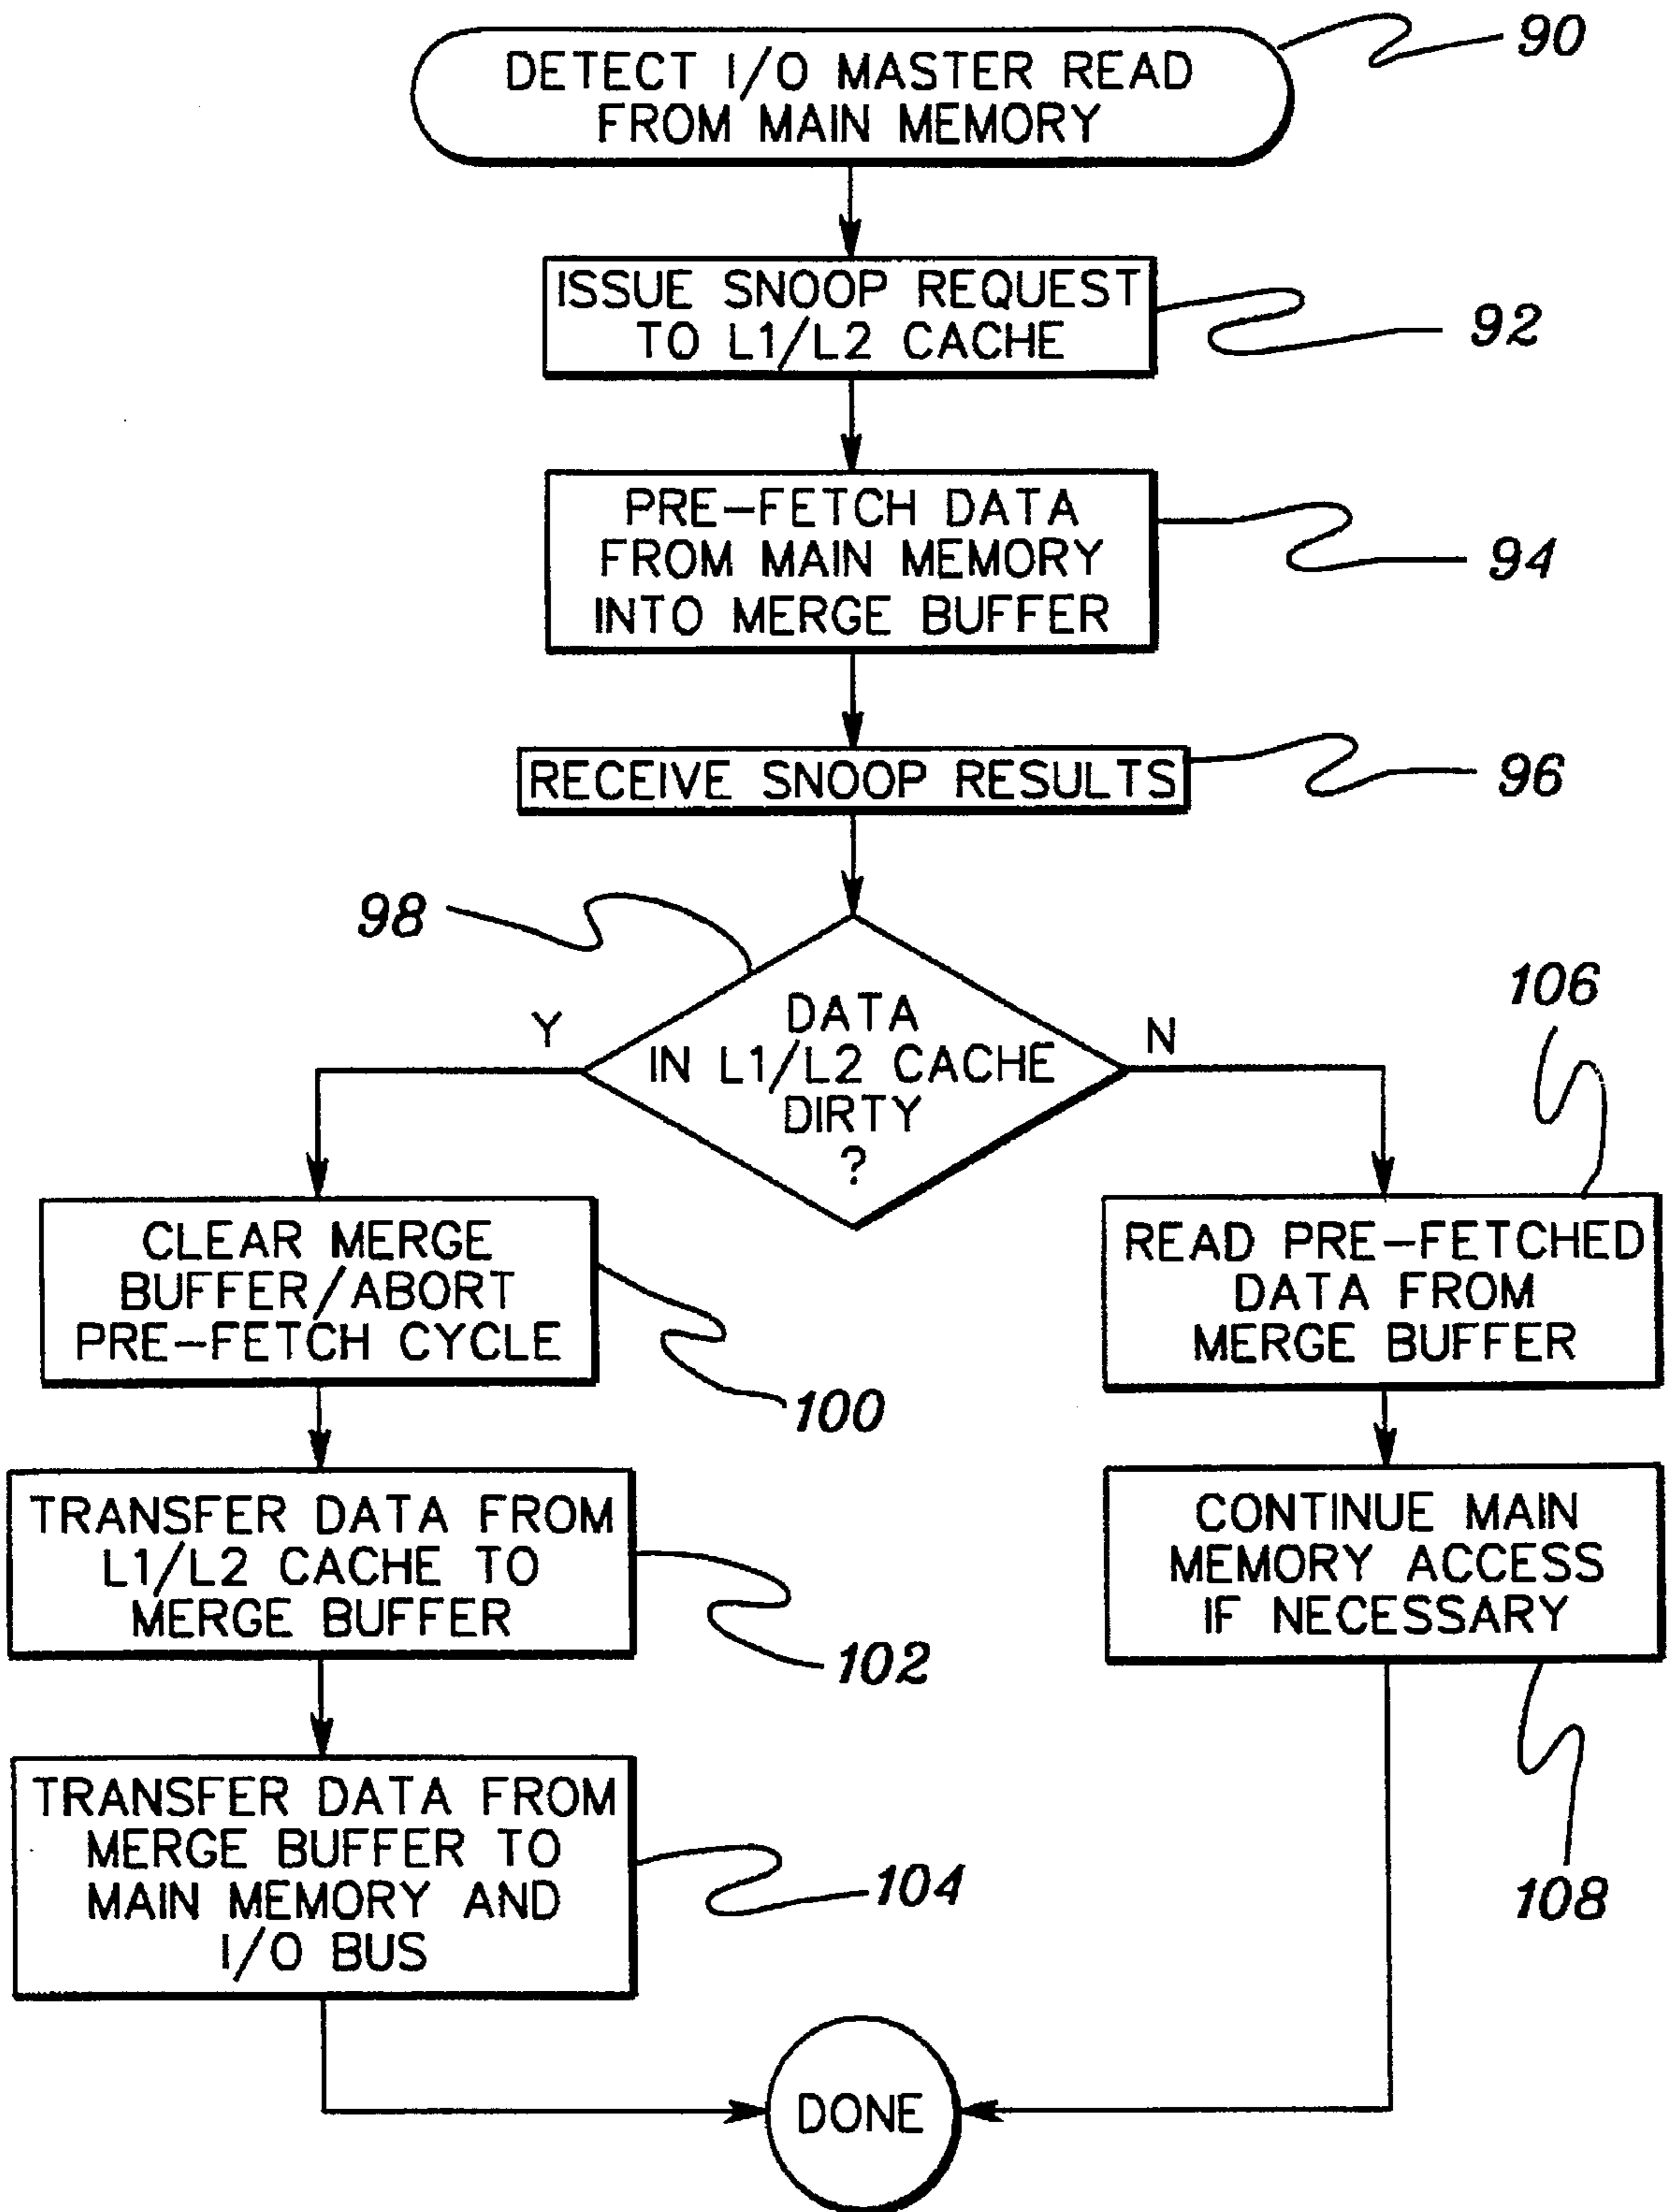 DETECT I/O MASTER READ
FROM MAIN MEMORY
90
ISSUE SNOOP REQUEST
TO L1/L2 CACHE
92
PRE-FETCH DATA
FROM MAIN MEMORY
INTO MERGE BUFFER
94
RECEIVE SNOOP RESULTS
96
98
DATA
IN L1/L2 CACHE
DIRTY
?
Y
N
106
CLEAR MERGE
BUFFER/ABORT
PRE-FETCH CYCLE
100
READ PRE-FETCHED
DATA FROM
MERGE BUFFER
TRANSFER DATA FROM
L1/L2 CACHE TO
MERGE BUFFER
102
CONTINUE MAIN
MEMORY ACCESS
IF NECESSARY
108
TRANSFER DATA FROM
MERGE BUFFER TO
MAIN MEMORY AND
I/O BUS
104
DONE